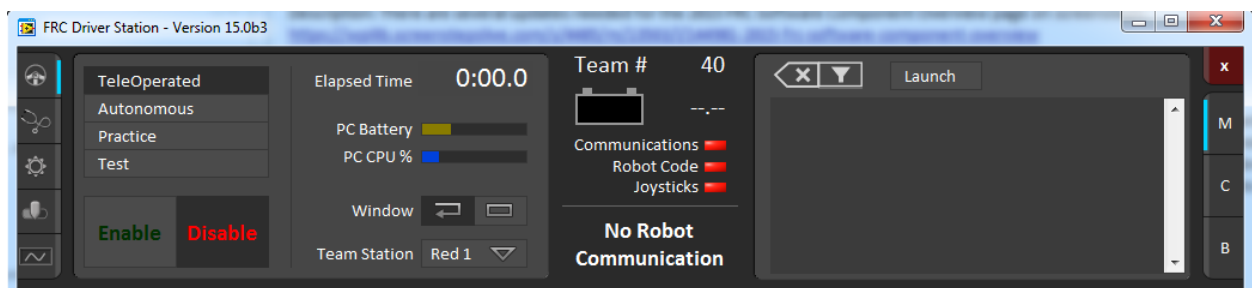 FRC Driver Station - Version 15.0b3
TeleOperated
Autonomous
Practice
Test
Enable Disable
Elapsed Time 0:00.0
PC Battery
PC CPU %
Window
Team Station Red 1
Team # 40
--.--
Communications
Robot Code
Joysticks
No Robot
Communication
Launch
X
M
C
B